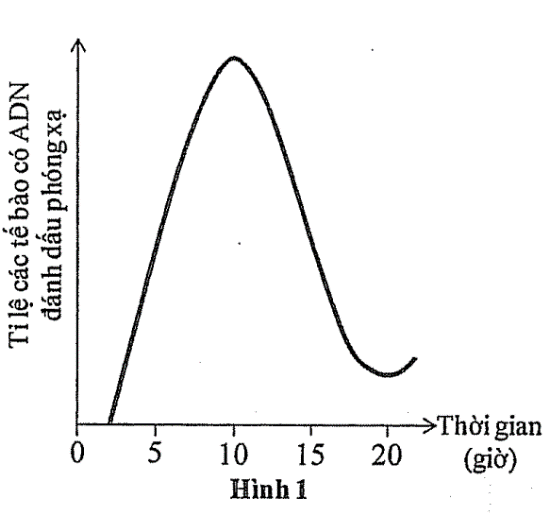 Tỉ lệ các tế bào có ADN
đánh dấu phóng xạ
0 5 10 15 20
Thời gian
(giờ)
Hình 1